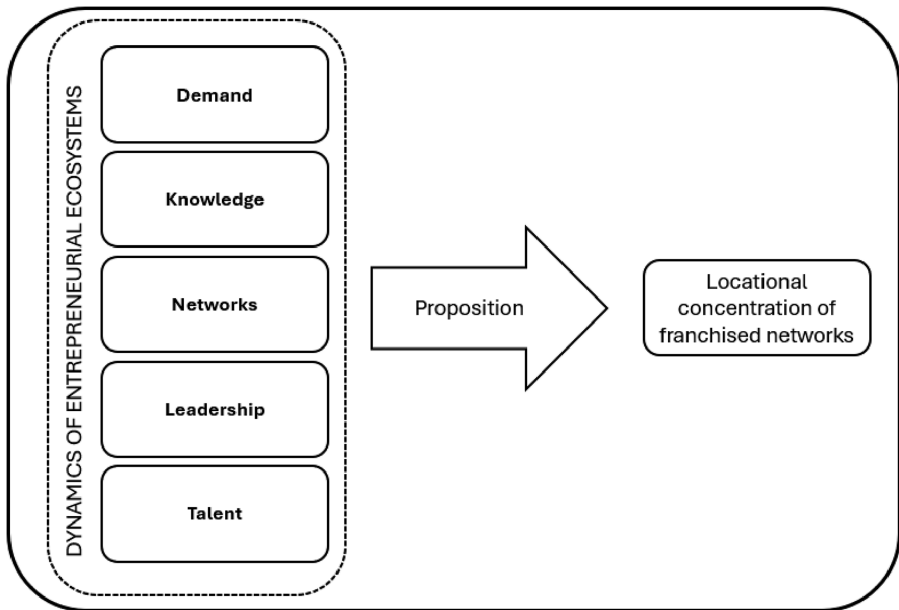 DYNAMICS OF ENTREPRENEURIAL ECOSYSTEMS
Demand
Knowledge
Networks
Leadership
Talent
Proposition
Locational
concentration of
franchised networks